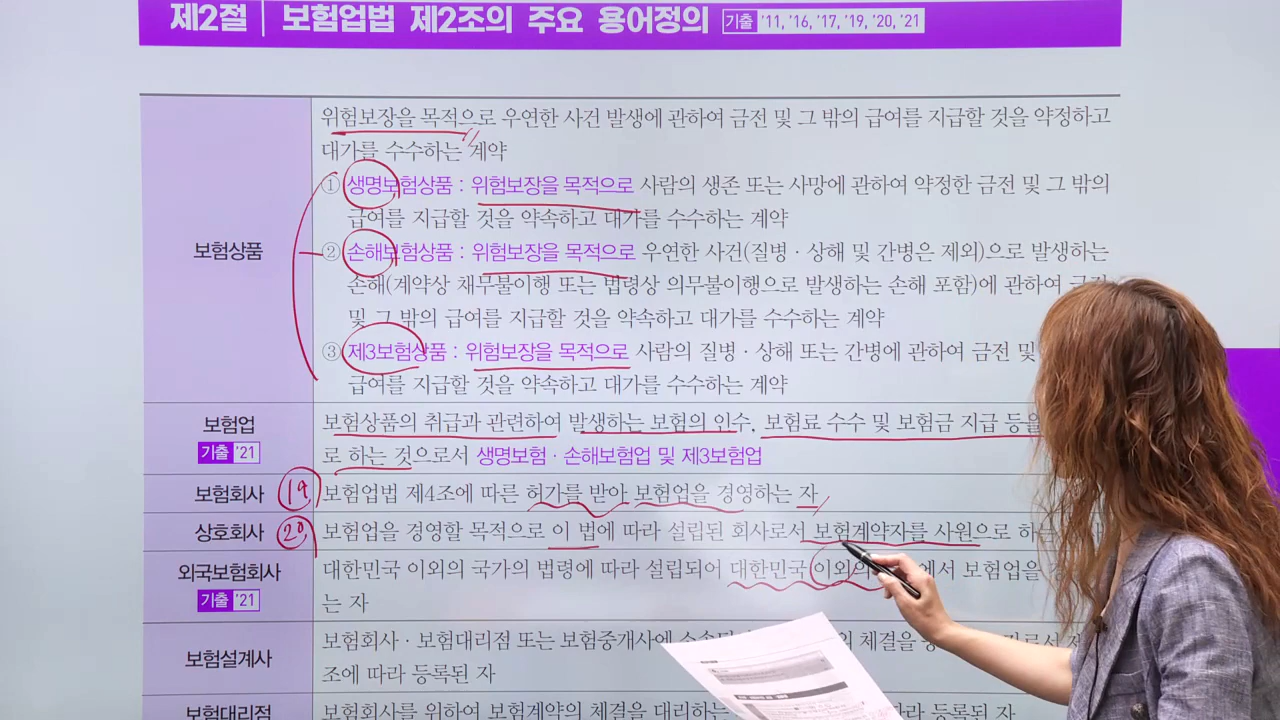 제2절 | 보험업법 제2조의 주요 용어정의 기출 '11, '16, '17, '19, '20, '21
위험보장을 목적으로 우연한 사건 발생에 관하여 금전 및 그 밖의 급여를 지급할 것을 약정하고
대가를 수수하는 계약
① 생명보험상품 : 위험보장을 목적으로 사람의 생존 또는 사망에 관하여 약정한 금전 및 그 밖의
급여를 지급할 것을 약속하고 대가를 수수하는 계약
보험상품
② 손해보험상품 : 위험보장을 목적으로 우연한 사건(질병·상해 및 간병은 제외)으로 발생하는
손해(계약상 채무불이행 또는 법령상 의무불이행으로 발생하는 손해 포함)에 관하여
및 그 밖의 급여를 지급할 것을 약속하고 대가를 수수하는 계약
③ 제3보험상품 : 위험보장을 목적으로 사람의 질병·상해 또는 간병에 관하여 금전 및
급여를 지급할 것을 약속하고 대가를 수수하는 계약
보험업
기출 '21
보험상품의 취급과 관련하여 발생하는 보험의 인수, 보험료 수수 및 보험금 지급 등을
로 하는 것으로서 생명보험·손해보험업 및 제3보험업
보험회사
19
보험업법 제4조에 따른 허가를 받아 보험업을 경영하는 자
상호회사
20
보험업을 경영할 목적으로 이 법에 따라 설립된 회사로서 보험계약자를 사원으로 하는
외국보험회사
기출 '21
대한민국 이외의 국가의 법령에 따라 설립되어 대한민국 이외의 에서 보험업을
는 자
보험설계사
보험회사·보험대리점 또는 보험중개사에 체결을
조에 따라 등록된 자
보험대리점
보험회사를 위하여 보험계약의 체결을 대리하는 따라 등록된 자